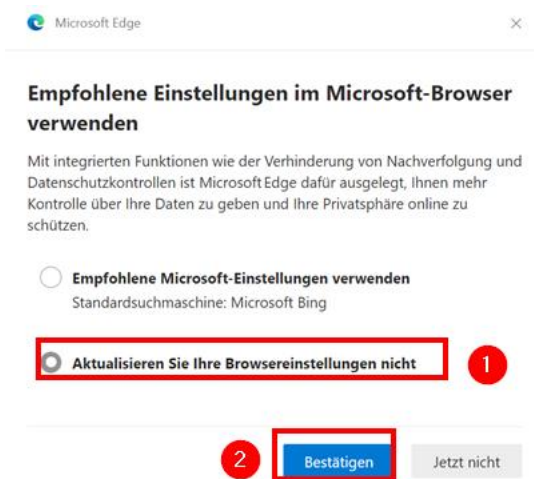 Microsoft Edge
Empfohlene Einstellungen im Microsoft-Browser
verwenden
Mit integrierten Funktionen wie der Verhinderung von Nachverfolgung und
Datenschutzkontrollen ist Microsoft Edge dafür ausgelegt, Ihnen mehr
Kontrolle über Ihre Daten zu geben und Ihre Privatsphäre online zu
schützen.
Empfohlene Microsoft-Einstellungen verwenden
Standardsuchmaschine: Microsoft Bing
Aktualisieren Sie Ihre Browsereinstellungen nicht 1
2 Bestätigen Jetzt nicht